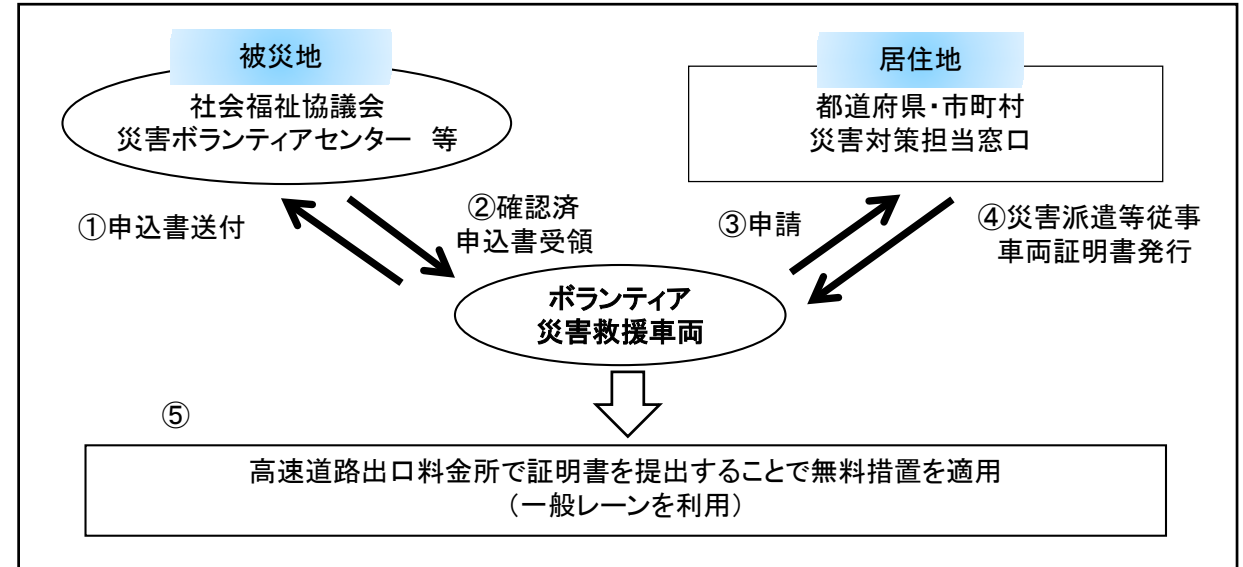 被災地
社会福祉協議会
災害ボランティアセンター 等
居住地
都道府県・市町村
災害対策担当窓口
①申込書送付
②確認済
申込書受領
③申請
④災害派遣等従事
車両証明書発行
ボランティア
災害救援車両
⑤
高速道路出口料金所で証明書を提出することで無料措置を適用
（一般レーンを利用）